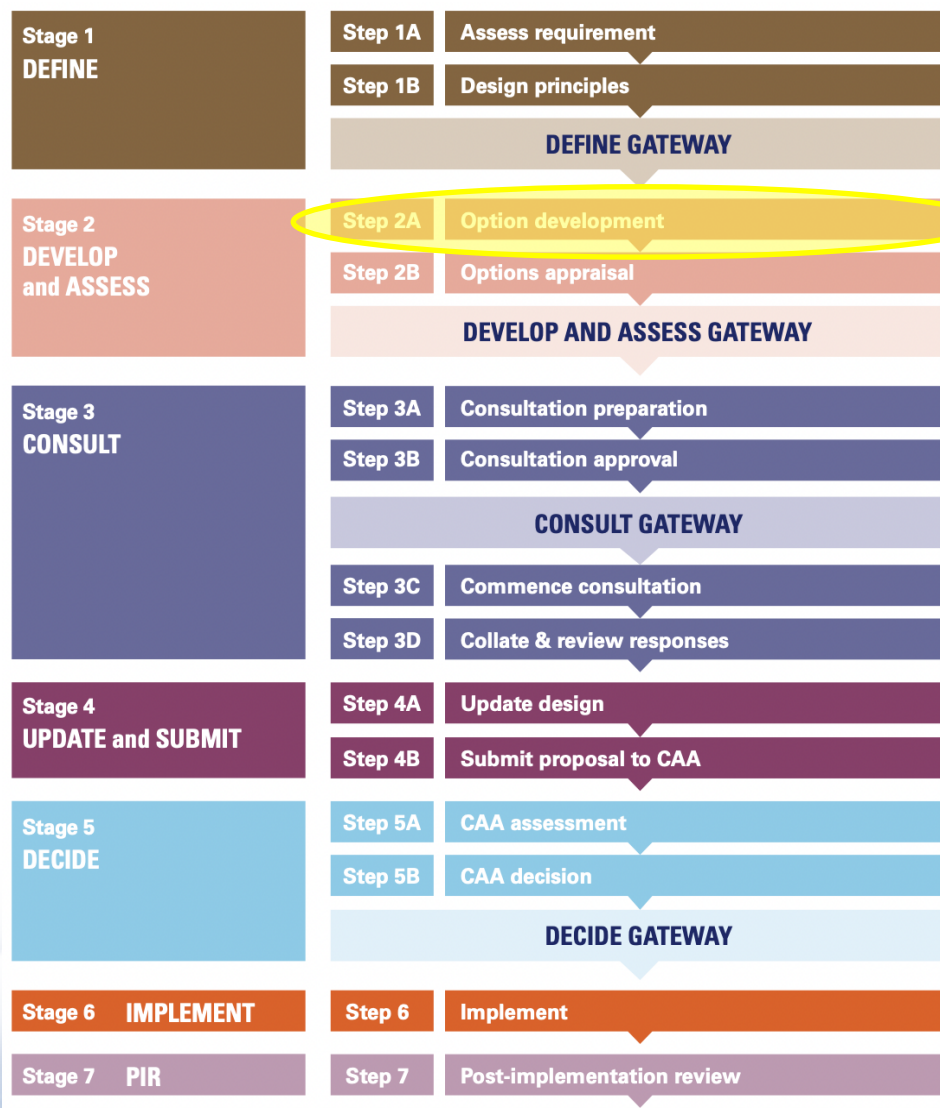 Stage 1
DEFINE
Step 1A Assess requirement
Step 1B Design principles
DEFINE GATEWAY
Stage 2
DEVELOP
and ASSESS
Step 2A Option development
Step 2B Options appraisal
DEVELOP AND ASSESS GATEWAY
Stage 3
CONSULT
Step 3A Consultation preparation
Step 3B Consultation approval
CONSULT GATEWAY
Step 3C Commence consultation
Step 3D Collate & review responses
Stage 4
UPDATE and SUBMIT
Step 4A Update design
Step 4B Submit proposal to CAA
Stage 5
DECIDE
Step 5A CAA assessment
Step 5B CAA decision
DECIDE GATEWAY
Stage 6 IMPLEMENT
Step 6 Implement
Stage 7 PIR
Step 7 Post-implementation review